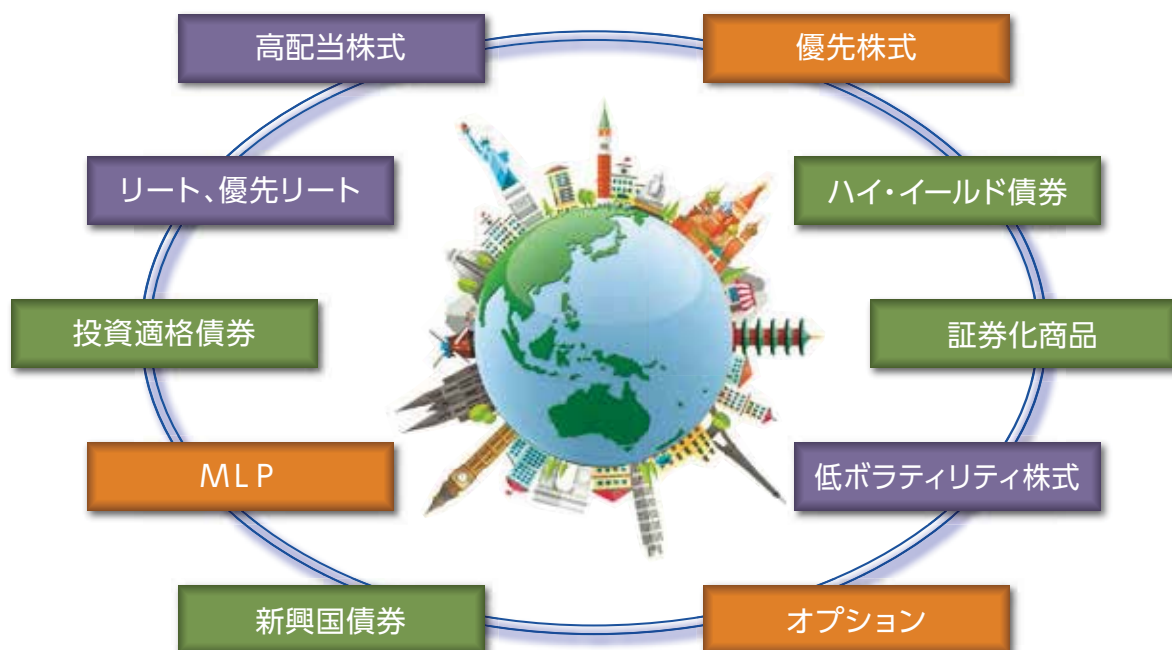 高配当株式
優先株式
リート、優先リート
ハイ・イールド債券
投資適格債券
証券化商品
MLP
低ボラティリティ株式
新興国債券
オプション